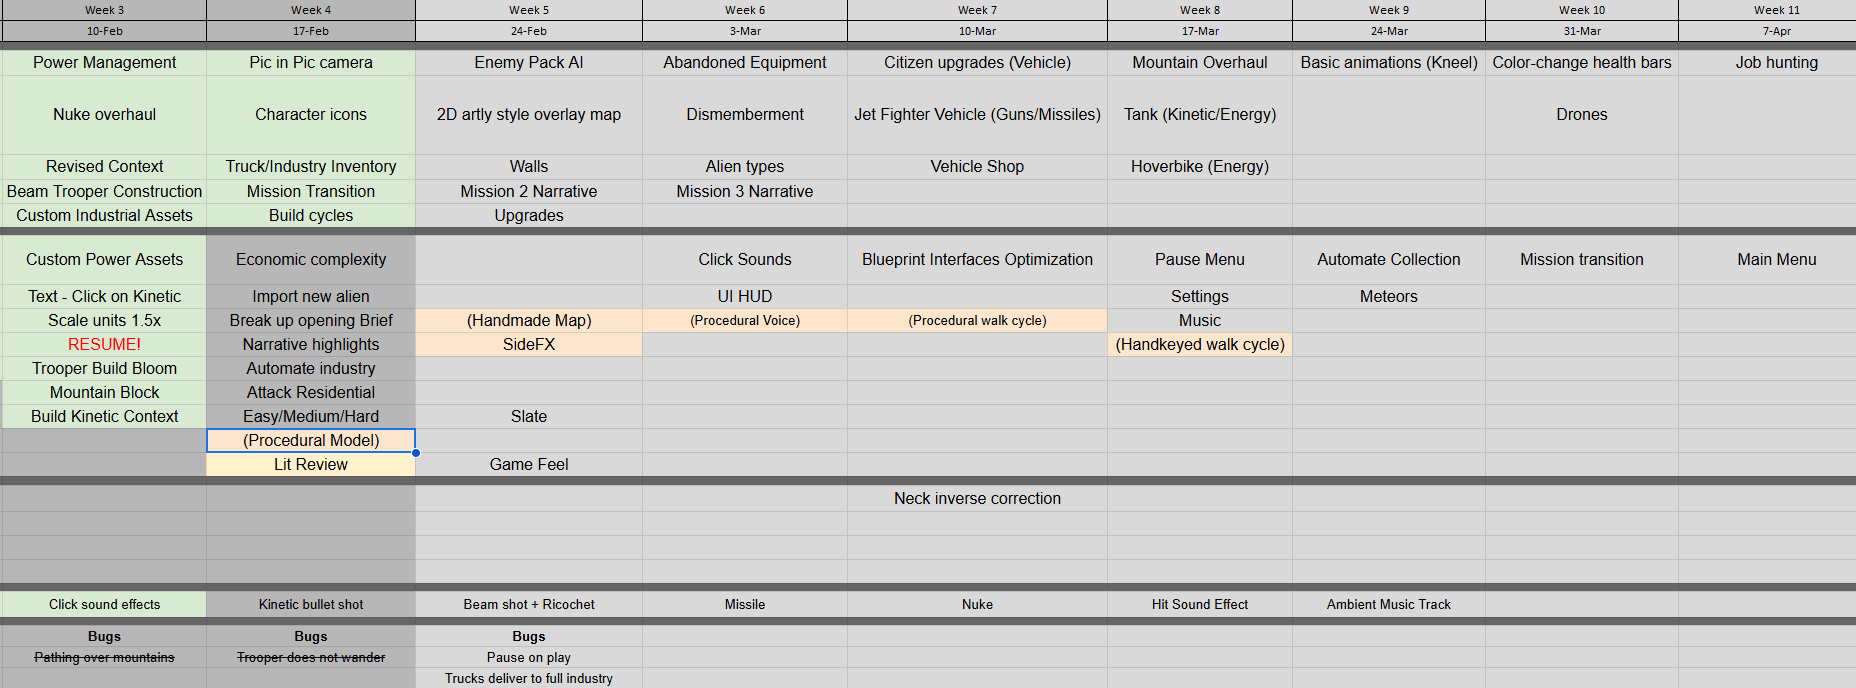 Week 3 Week 4 Week 5 Week 6 Week 7 Week 8 Week 9 Week 10 Week 11
10-Feb 17-Feb 24-Feb 3-Mar 10-Mar 17-Mar 24-Mar 31-Mar 7-Apr
Power Management Pic in Pic camera Enemy Pack AI Abandoned Equipment Citizen upgrades (Vehicle) Mountain Overhaul Basic animations (Kneel) Color-change health bars Job hunting
Nuke overhaul Character icons 2D artly style overlay map Dismemberment Jet Fighter Vehicle (Guns/Missiles) Tank (Kinetic/Energy) Drones
Revised Context Truck/Industry Inventory Walls Alien types Vehicle Shop Hoverbike (Energy)
Beam Trooper Construction Mission Transition Mission 2 Narrative Mission 3 Narrative
Custom Industrial Assets Build cycles Upgrades
Custom Power Assets Economic complexity Click Sounds Blueprint Interfaces Optimization Pause Menu Automate Collection Mission transition Main Menu
Text - Click on Kinetic Import new alien UI HUD Settings Meteors
Scale units 1.5x Break up opening Brief (Handmade Map) (Procedural Voice) (Procedural walk cycle) Music
RESUME! Narrative highlights SideFX (Handkeyed walk cycle)
Trooper Build Bloom Automate industry
Mountain Block Attack Residential
Build Kinetic Context Easy/Medium/Hard Slate
(Procedural Model)
Lit Review Game Feel
Neck inverse correction
Click sound effects Kinetic bullet shot Beam shot + Ricochet Missile Nuke Hit Sound Effect Ambient Music Track
Bugs Bugs Bugs
Pathing over mountains Trooper does not wander Pause on play
Trucks deliver to full industry